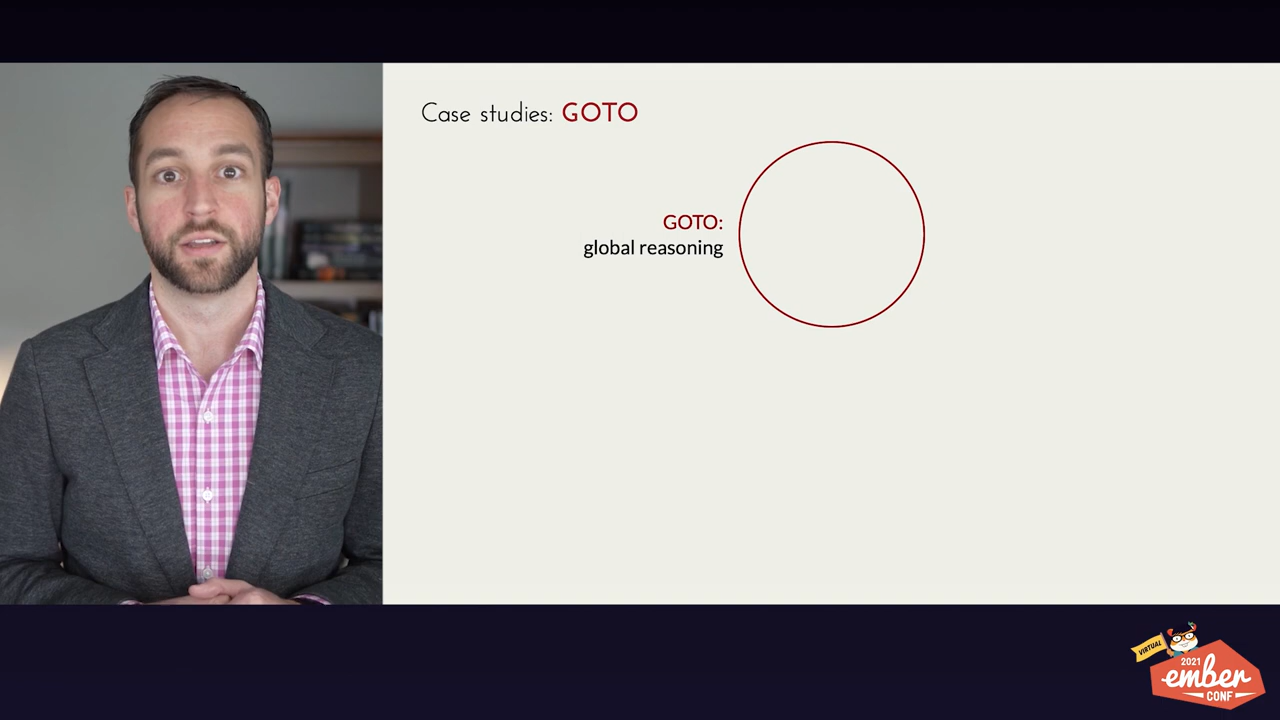 Case studies: GOTO
GOTO:
global reasoning
VIRTUAL
2021
ember
CONF